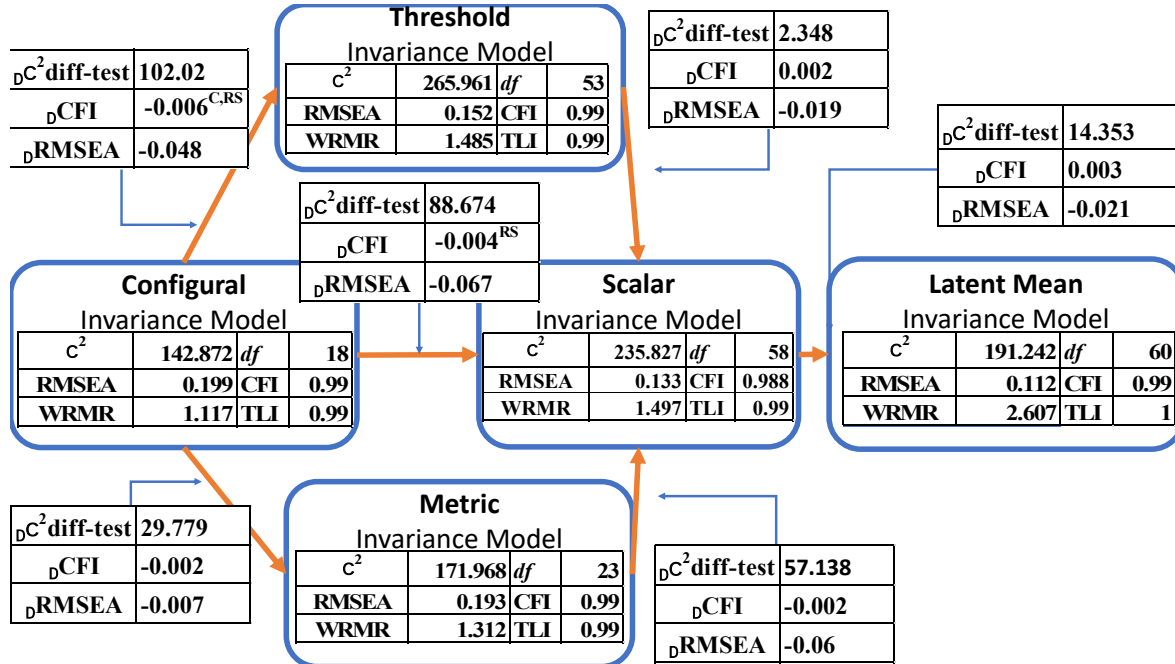 Threshold
Invariance Model
C² 265.961 df 53
RMSEA 0.152 CFI 0.99
WRMR 1.485 TLI 0.99
DC²diff-test 102.02
DCFI -0.006C,RS
DRMSEA -0.048
DC²diff-test 2.348
DCFI 0.002
DRMSEA -0.019
DC²diff-test 14.353
DCFI 0.003
DRMSEA -0.021
DC²diff-test 88.674
DCFI -0.004RS
DRMSEA -0.067
Configural
Invariance Model
C² 142.872 df 18
RMSEA 0.199 CFI 0.99
WRMR 1.117 TLI 0.99
Scalar
Invariance Model
C² 235.827 df 58
RMSEA 0.133 CFI 0.988
WRMR 1.497 TLI 0.99
Latent Mean
Invariance Model
C² 191.242 df 60
RMSEA 0.112 CFI 0.99
WRMR 2.607 TLI 1
DC²diff-test 29.779
DCFI -0.002
DRMSEA -0.007
Metric
Invariance Model
C² 171.968 df 23
RMSEA 0.193 CFI 0.99
WRMR 1.312 TLI 0.99
DC²diff-test 57.138
DCFI -0.002
DRMSEA -0.06